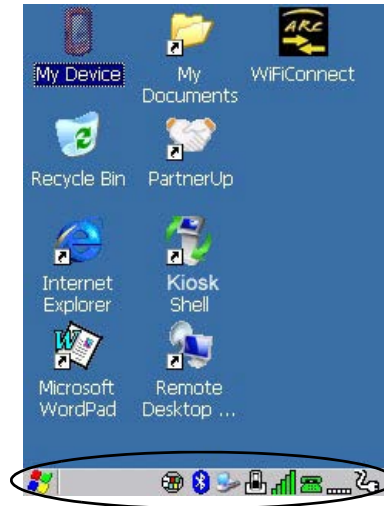 ARC
My Device
My
Documents
WiFiConnect
Recycle Bin
PartnerUp
Internet
Explorer
Kiosk
Shell
Microsoft
WordPad
Remote
Desktop ...